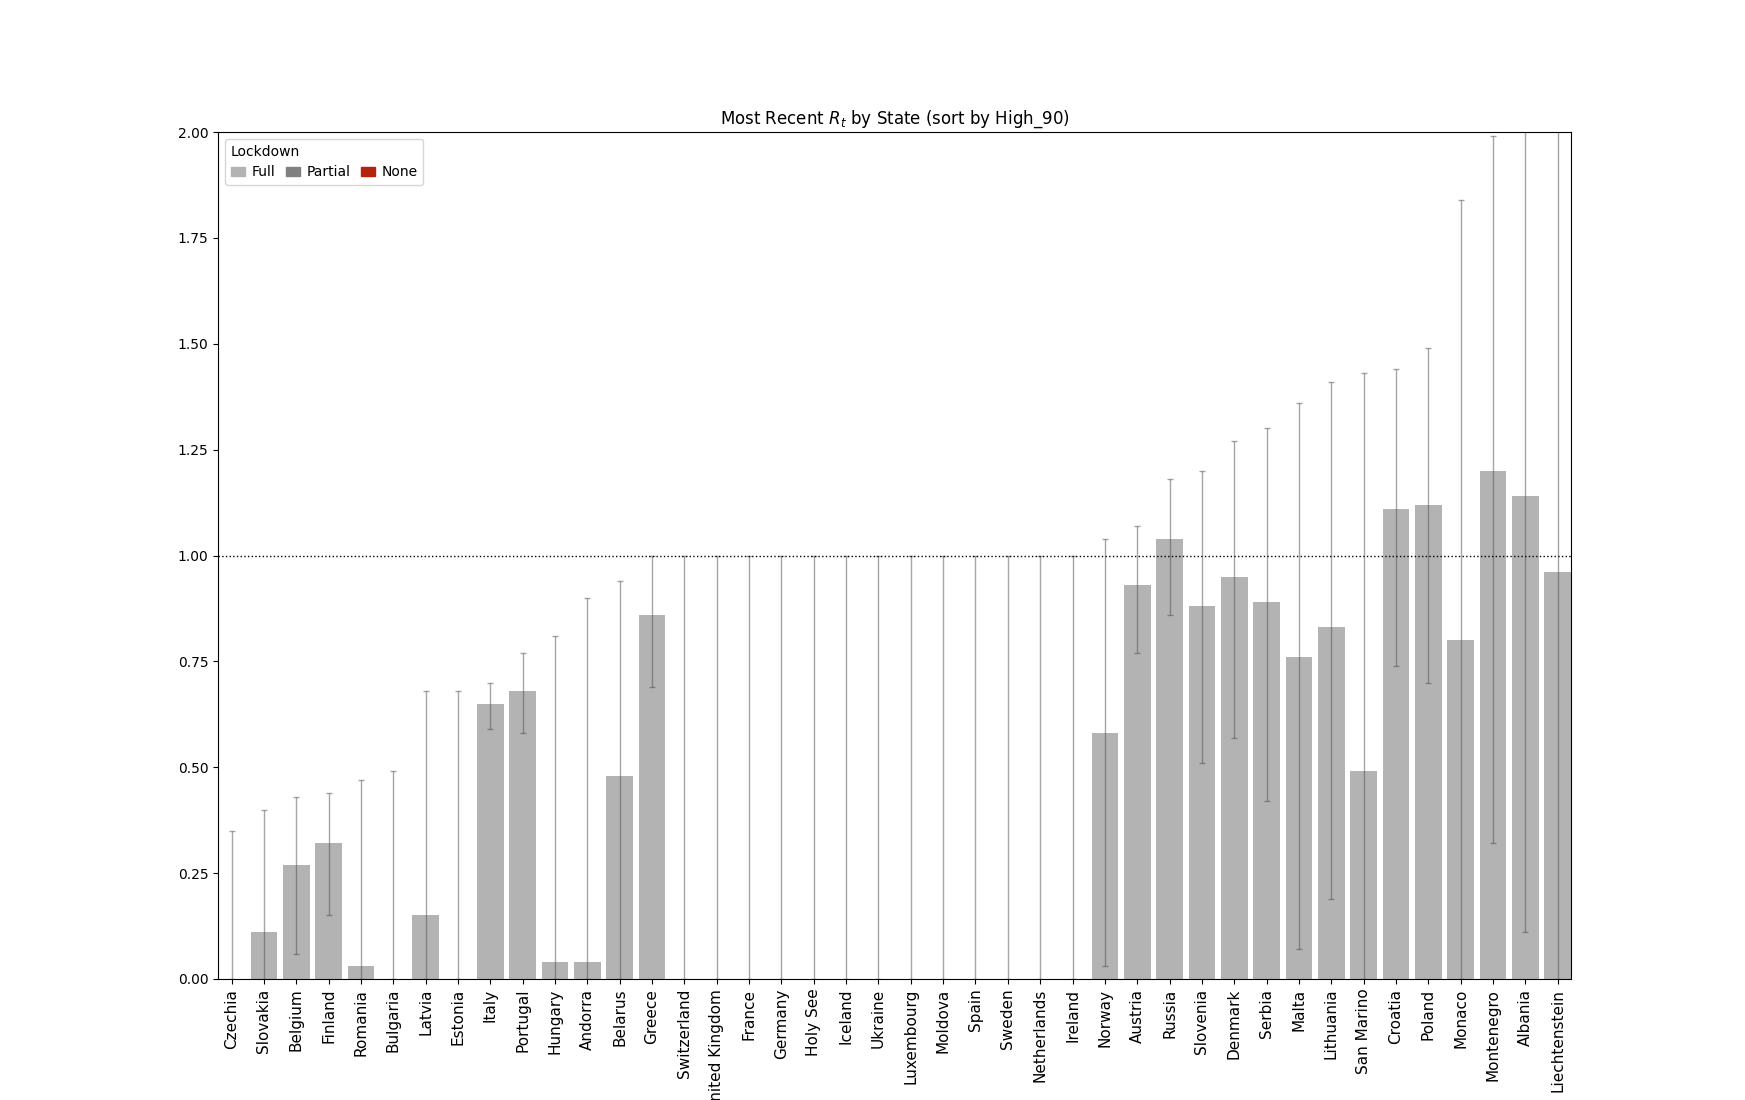 Most Recent R_t by State (sort by High_90)
Lockdown
Full Partial None
2.00
1.75
1.50
1.25
1.00
0.75
0.50
0.25
0.00
Czechia
Slovakia
Belgium
Finland
Romania
Bulgaria
Latvia
Estonia
Italy
Portugal
Hungary
Andorra
Belarus
Greece
Switzerland
nited Kingdom
France
Germany
Holy See
Iceland
Ukraine
Luxembourg
Moldova
Spain
Sweden
Netherlands
Ireland
Norway
Austria
Russia
Slovenia
Denmark
Serbia
Malta
Lithuania
San Marino
Croatia
Poland
Monaco
Montenegro
Albania
Liechtenstein